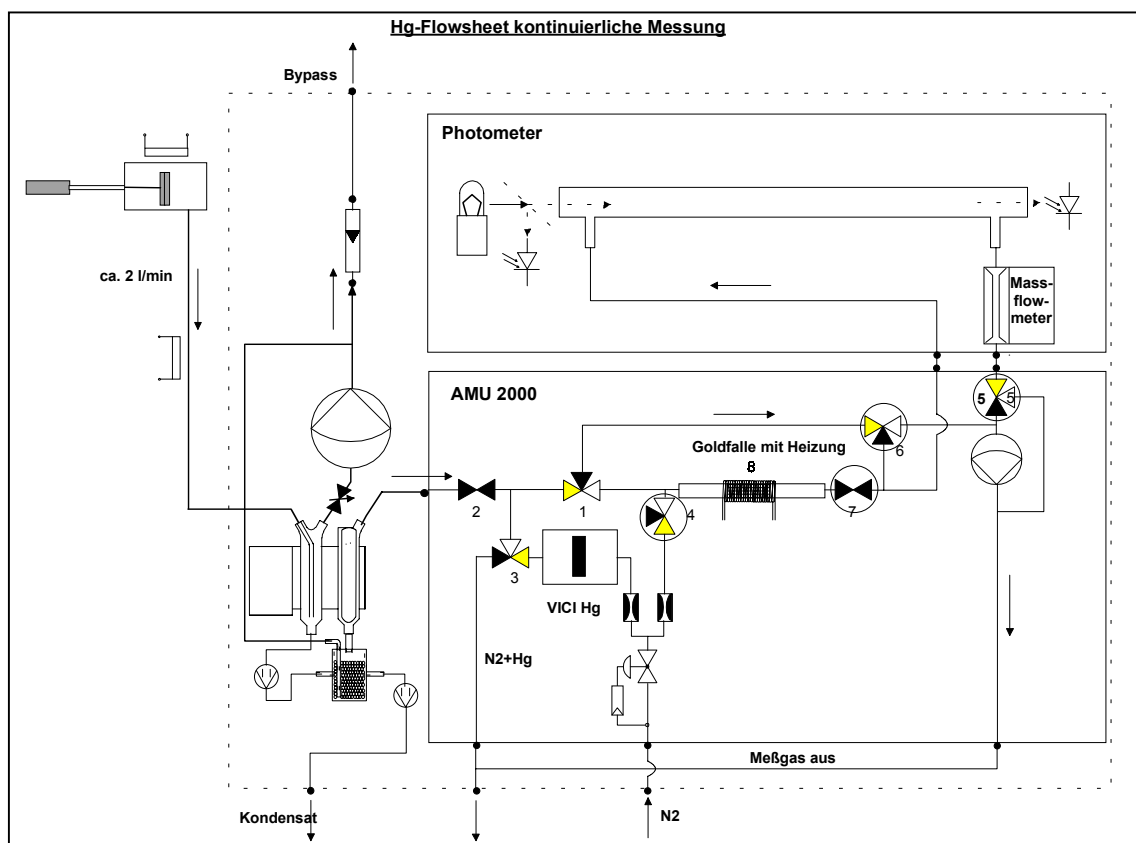 Hg-Flowsheet kontinuierliche Messung
Bypass
Photometer
ca. 2 l/min
Mass-
flow-
meter
AMU 2000
5
5
6
Goldfalle mit Heizung
8
2
1
4
7
3
VICI Hg
N2+Hg
Meßgas aus
Kondensat
N2